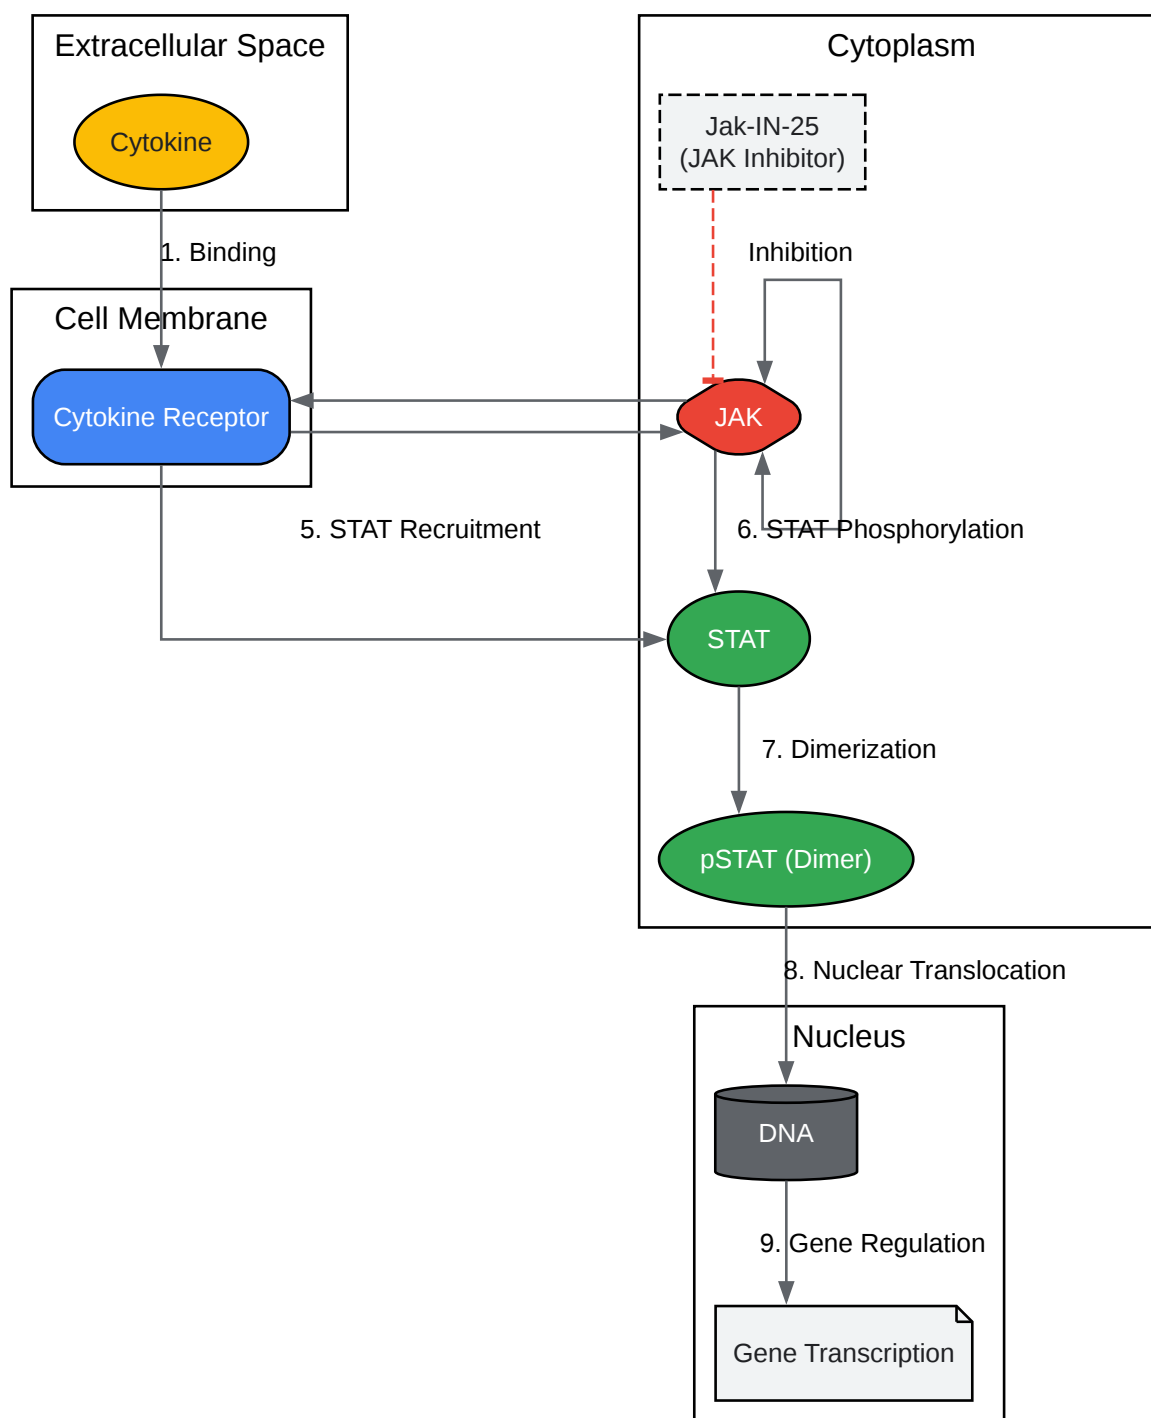 Extracellular Space
Cytoplasm
Cytokine
Jak-IN-25
(JAK Inhibitor)
1. Binding
Inhibition
Cell Membrane
Cytokine Receptor
JAK
5. STAT Recruitment
6. STAT Phosphorylation
STAT
7. Dimerization
pSTAT (Dimer)
8. Nuclear Translocation
Nucleus
DNA
9. Gene Regulation
Gene Transcription